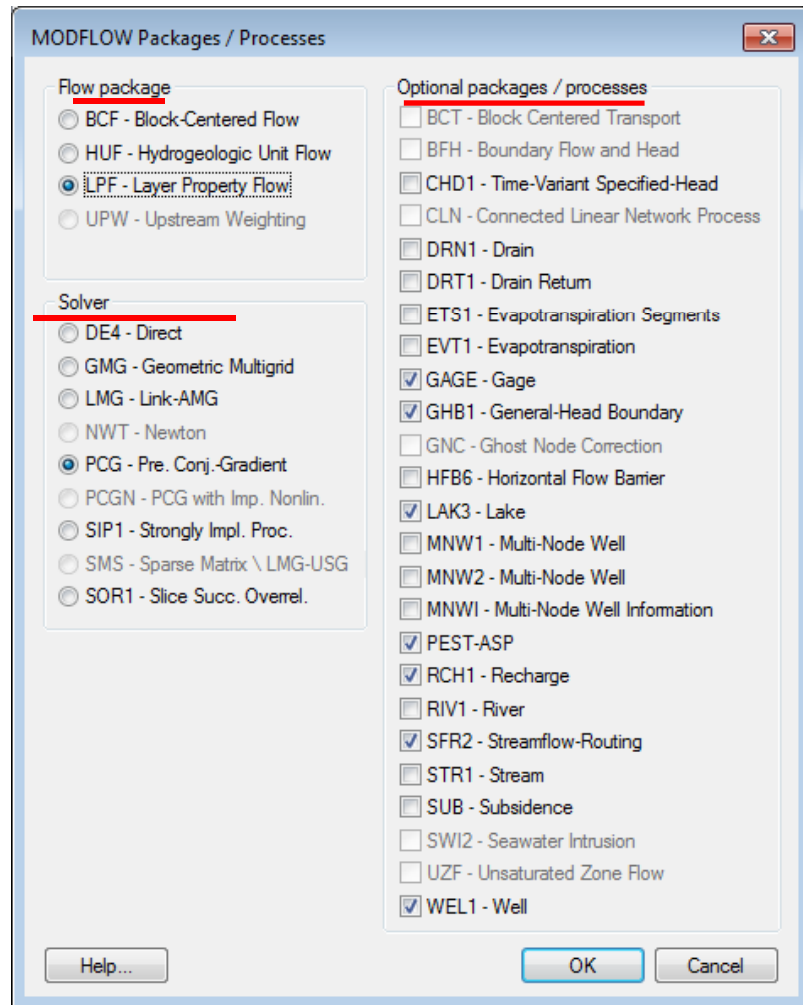 MODFLOW Packages / Processes
Flow package
BCF - Block-Centered Flow
HUF - Hydrogeologic Unit Flow
LPF - Layer Property Flow
UPW - Upstream Weighting
Solver
DE4 - Direct
GMG - Geometric Multigrid
LMG - Link-AMG
NWT - Newton
PCG - Pre. Conj.-Gradient
PCGN - PCG with Imp. Nonlin.
SIP1 - Strongly Impl. Proc.
SMS - Sparse Matrix \ LMG-USG
SOR1 - Slice Succ. Overrel.
Optional packages / processes
BCT - Block Centered Transport
BFH - Boundary Flow and Head
CHD1 - Time-Variant Specified-Head
CLN - Connected Linear Network Process
DRN1 - Drain
DRT1 - Drain Return
ETS1 - Evapotranspiration Segments
EVT1 - Evapotranspiration
GAGE - Gage
GHB1 - General-Head Boundary
GNC - Ghost Node Correction
HFB6 - Horizontal Flow Barrier
LAK3 - Lake
MNW1 - Multi-Node Well
MNW2 - Multi-Node Well
MNWI - Multi-Node Well Information
PEST-ASP
RCH1 - Recharge
RIV1 - River
SFR2 - Streamflow-Routing
STR1 - Stream
SUB - Subsidence
SWI2 - Seawater Intrusion
UZF - Unsaturated Zone Flow
WEL1 - Well
Help...
OK
Cancel